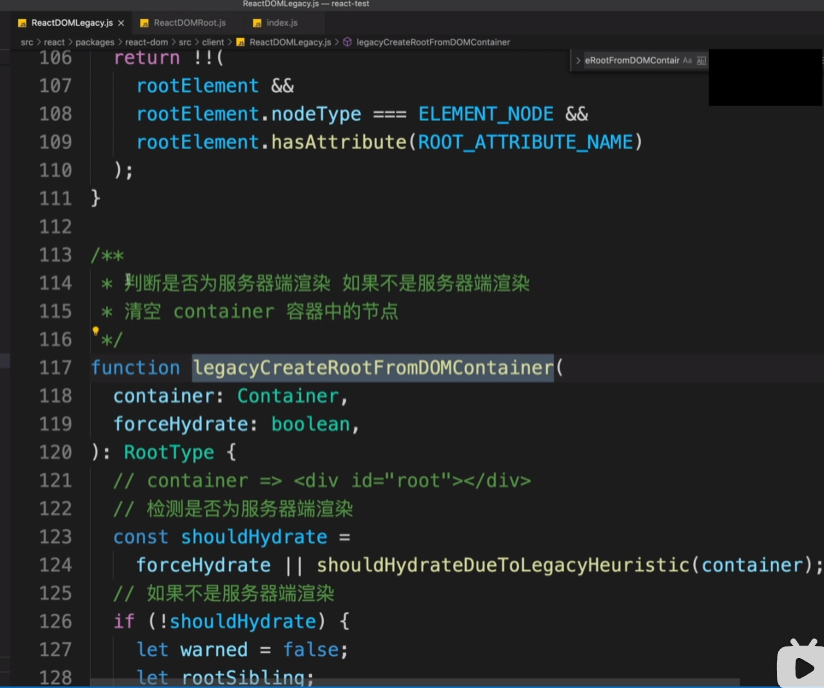 ReactDOMLegacy.js — react-test
ReactDOMLegacy.js × ReactDOMRoot.js index.js
src > react > packages > react-dom > src > client > ReactDOMLegacy.js > legacyCreateRootFromDOMContainer
> eRootFromDOMContair Aa Abl
106 return !!(
107 rootElement &&
108 rootElement.nodeType === ELEMENT_NODE &&
109 rootElement.hasAttribute(ROOT_ATTRIBUTE_NAME)
110 );
111 }
112
113 /**
114 * 判断是否为服务器端渲染 如果不是服务器端渲染
115 * 清空 container 容器中的节点
116 */
117 function legacyCreateRootFromDOMContainer(
118 container: Container,
119 forceHydrate: boolean,
120 ): RootType {
121 // container => <div id="root"></div>
122 // 检测是否为服务器端渲染
123 const shouldHydrate =
124 forceHydrate || shouldHydrateDueToLegacyHeuristic(container);
125 // 如果不是服务器端渲染
126 if (!shouldHydrate) {
127 let warned = false;
128 let rootSibling;